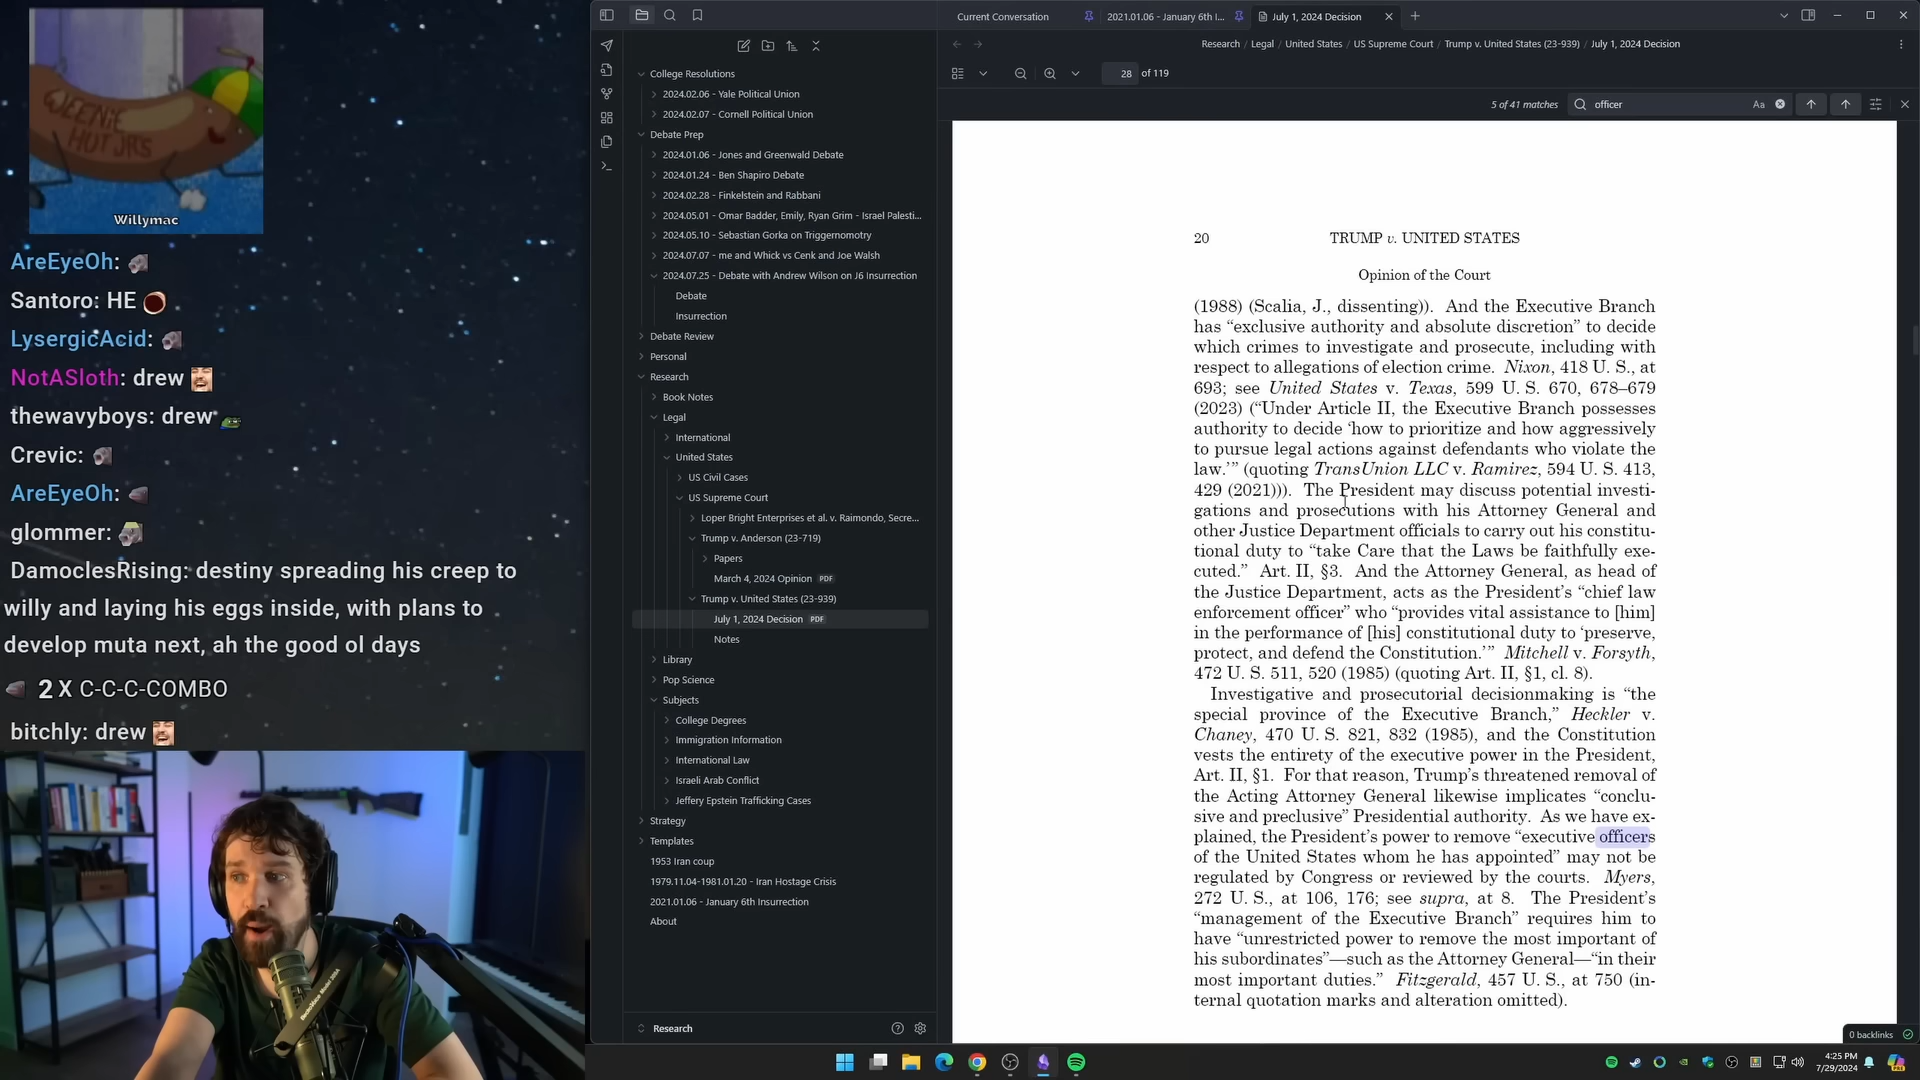 WEENIE
HUT JR'S
Willymac
AreEyeOh:
Santoro: HE
LysergicAcid:
NotASloth: drew
thewavyboys: drew
Crevic:
AreEyeOh:
glommer:
DamoclesRising: destiny spreading his creep to
willy and laying his eggs inside, with plans to
develop muta next, ah the good ol days
2 X C-C-C-COMBO
bitchly: drew
College Resolutions
2024.02.06 - Yale Political Union
2024.02.07 - Cornell Political Union
Debate Prep
2024.01.06 - Jones and Greenwald Debate
2024.01.24 - Ben Shapiro Debate
2024.02.28 - Finkelstein and Rabbani
2024.05.01 - Omar Badder, Emily, Ryan Grim - Israel Palesti...
2024.05.10 - Sebastian Gorka on Triggernomotry
2024.07.07 - me and Whick vs Cenk and Joe Walsh
2024.07.25 - Debate with Andrew Wilson on J6 Insurrection
Debate
Insurrection
Debate Review
Personal
Research
Book Notes
Legal
International
United States
US Civil Cases
US Supreme Court
Loper Bright Enterprises et al. v. Raimondo, Secre...
Trump v. Anderson (23-719)
Papers
March 4, 2024 Opinion PDF
Trump v. United States (23-939)
July 1, 2024 Decision PDF
Notes
Library
Pop Science
Subjects
College Degrees
Immigration Information
International Law
Israeli Arab Conflict
Jeffery Epstein Trafficking Cases
Strategy
Templates
1953 Iran coup
1979.11.04-1981.01.20 - Iran Hostage Crisis
2021.01.06 - January 6th Insurrection
About
Research
Current Conversation
2021.01.06 - January 6th I...
July 1, 2024 Decision
Research / Legal / United States / US Supreme Court / Trump v. United States (23-939) / July 1, 2024 Decision
28 of 119
5 of 41 matches
officer
Aa
20 TRUMP v. UNITED STATES
Opinion of the Court
(1988) (Scalia, J., dissenting)). And the Executive Branch
has “exclusive authority and absolute discretion” to decide
which crimes to investigate and prosecute, including with
respect to allegations of election crime. Nixon, 418 U. S., at
693; see United States v. Texas, 599 U. S. 670, 678–679
(2023) (“Under Article II, the Executive Branch possesses
authority to decide ‘how to prioritize and how aggressively
to pursue legal actions against defendants who violate the
law.’” (quoting TransUnion LLC v. Ramirez, 594 U. S. 413,
429 (2021))). The President may discuss potential investi-
gations and prosecutions with his Attorney General and
other Justice Department officials to carry out his constitu-
tional duty to “take Care that the Laws be faithfully exe-
cuted.” Art. II, §3. And the Attorney General, as head of
the Justice Department, acts as the President’s “chief law
enforcement officer” who “provides vital assistance to [him]
in the performance of [his] constitutional duty to ‘preserve,
protect, and defend the Constitution.’” Mitchell v. Forsyth,
472 U. S. 511, 520 (1985) (quoting Art. II, §1, cl. 8).
Investigative and prosecutorial decisionmaking is “the
special province of the Executive Branch,” Heckler v.
Chaney, 470 U. S. 821, 832 (1985), and the Constitution
vests the entirety of the executive power in the President,
Art. II, §1. For that reason, Trump’s threatened removal of
the Acting Attorney General likewise implicates “conclu-
sive and preclusive” Presidential authority. As we have ex-
plained, the President’s power to remove “executive officers
of the United States whom he has appointed” may not be
regulated by Congress or reviewed by the courts. Myers,
272 U. S., at 106, 176; see supra, at 8. The President’s
“management of the Executive Branch” requires him to
have “unrestricted power to remove the most important of
his subordinates”—such as the Attorney General—“in their
most important duties.” Fitzgerald, 457 U. S., at 750 (in-
ternal quotation marks and alteration omitted).
0 backlinks
4:25 PM
7/29/2024